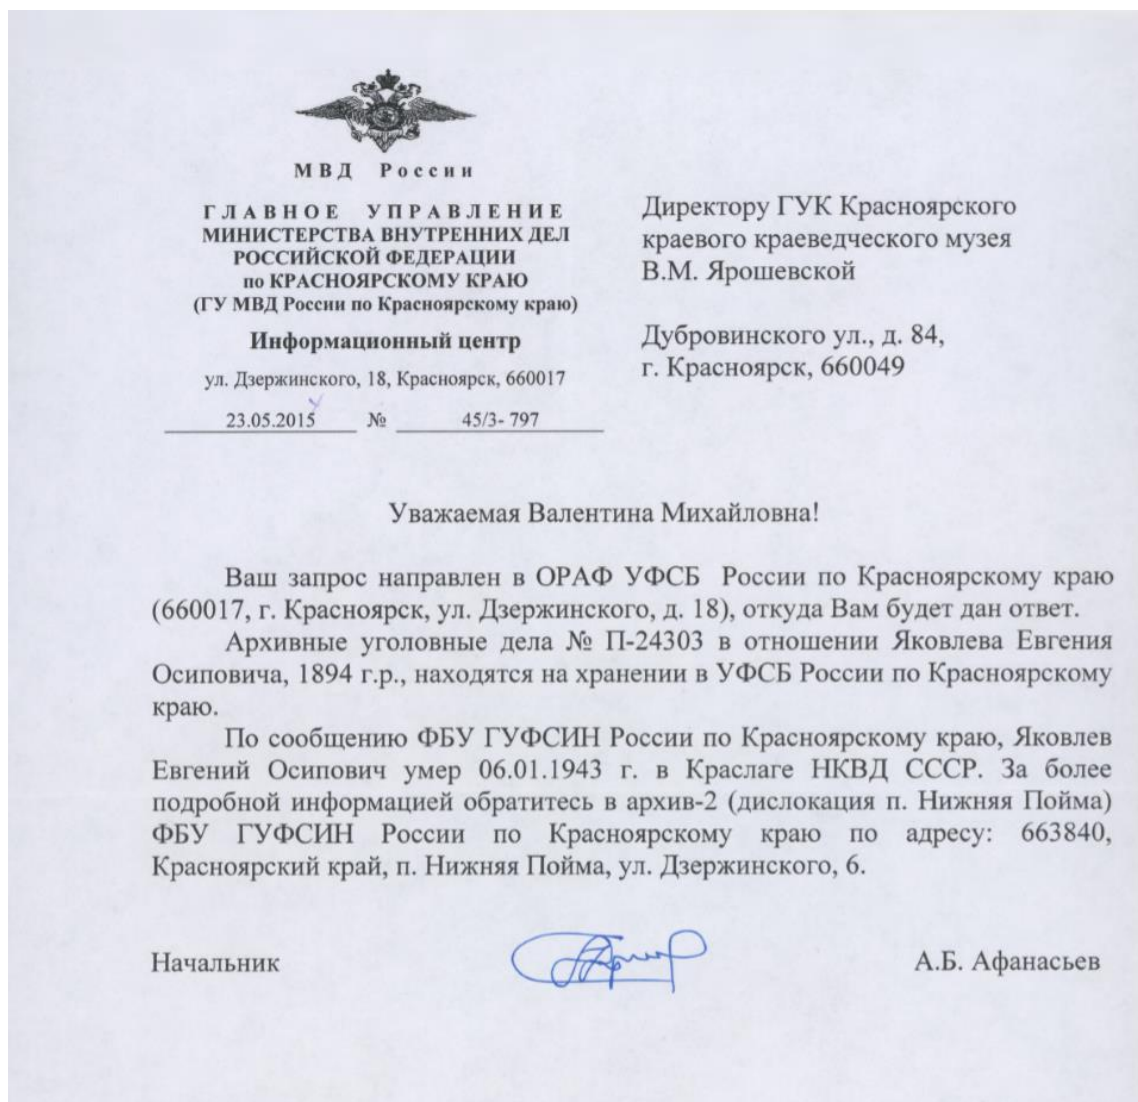 МВД России
ГЛАВНОЕ УПРАВЛЕНИЕ
МИНИСТЕРСТВА ВНУТРЕННИХ ДЕЛ
РОССИЙСКОЙ ФЕДЕРАЦИИ
по КРАСНОЯРСКОМУ КРАЮ
(ГУ МВД России по Красноярскому краю)
Информационный центр
ул. Дзержинского, 18, Красноярск, 660017
23.05.2015 № 45/3- 797
Директору ГУК Красноярского
краевого краеведческого музея
В.М. Ярошевской
Дубровинского ул., д. 84,
г. Красноярск, 660049
Уважаемая Валентина Михайловна!
Ваш запрос направлен в ОРАФ УФСБ России по Красноярскому краю
(660017, г. Красноярск, ул. Дзержинского, д. 18), откуда Вам будет дан ответ.
Архивные уголовные дела № П-24303 в отношении Яковлева Евгения
Осиповича, 1894 г.р., находятся на хранении в УФСБ России по Красноярскому
краю.
По сообщению ФБУ ГУФСИН России по Красноярскому краю, Яковлев
Евгений Осипович умер 06.01.1943 г. в Краслаге НКВД СССР. За более
подробной информацией обратитесь в архив-2 (дислокация п. Нижняя Пойма)
ФБУ ГУФСИН России по Красноярскому краю по адресу: 663840,
Красноярский край, п. Нижняя Пойма, ул. Дзержинского, 6.
Начальник А.Б. Афанасьев